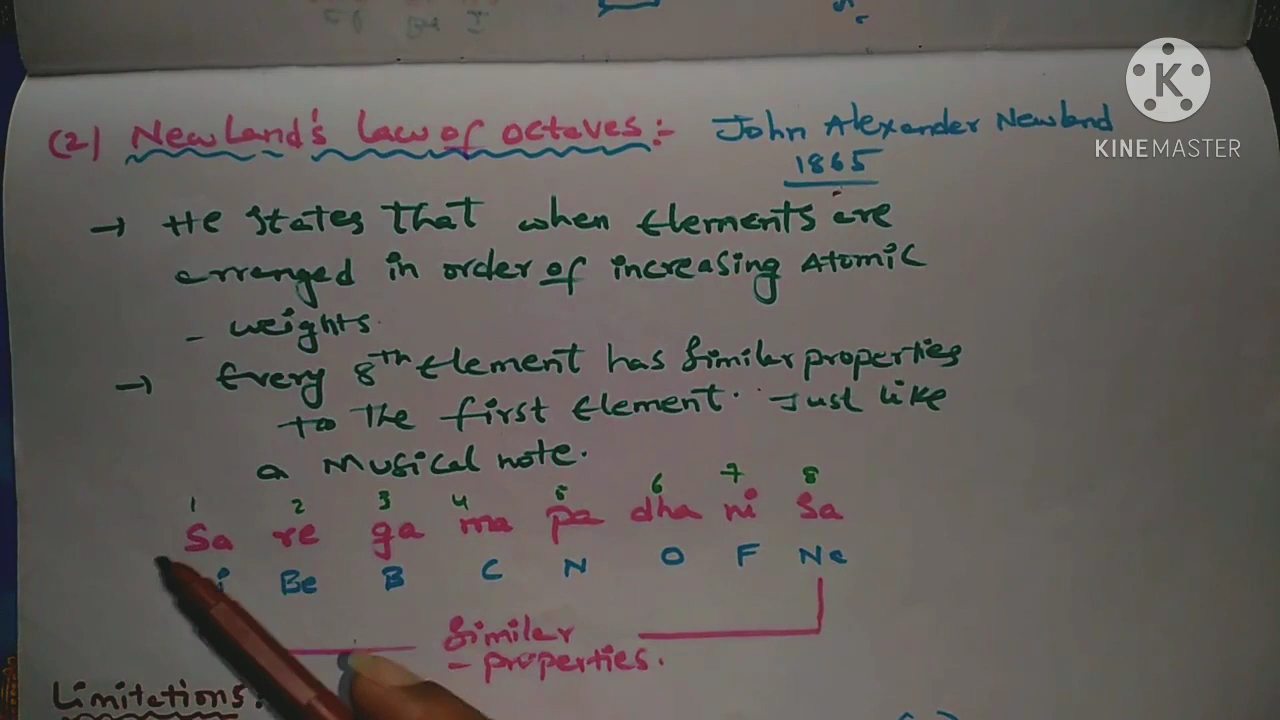 (2) Newland's law of octaves:- John Alexander Newland
1865
KINEMASTER
→ He states that when Elements are
arranged in order of increasing Atomic
- weights.
→ Every 8th Element has similar properties
to the first Element. Just like
a Musical note.
1 2 3 4 5 6 7 8
Sa re ga ma pa dha ni Sa
i Be B C N O F Ne
Similar
- properties.
Limitations: